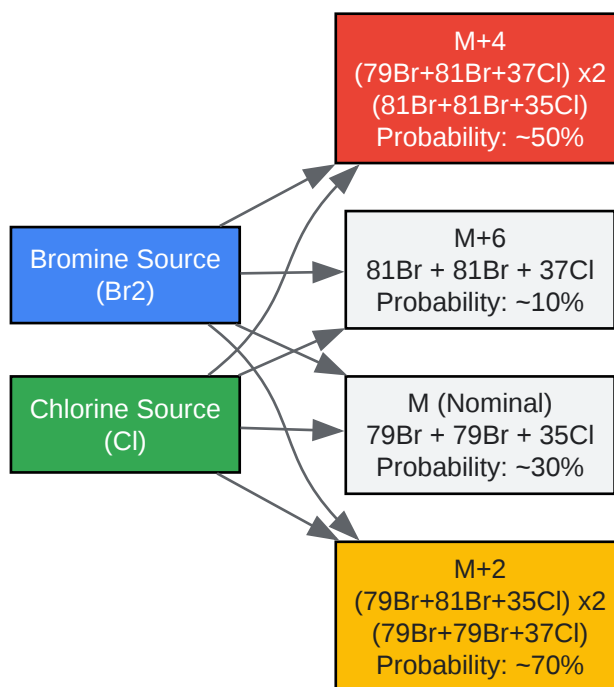 M+4
(79Br+81Br+37Cl) x2
(81Br+81Br+35Cl)
Probability: ~50%
Bromine Source
(Br2)
M+6
81Br + 81Br + 37Cl
Probability: ~10%
Chlorine Source
(Cl)
M (Nominal)
79Br + 79Br + 35Cl
Probability: ~30%
M+2
(79Br+81Br+35Cl) x2
(79Br+79Br+37Cl)
Probability: ~70%